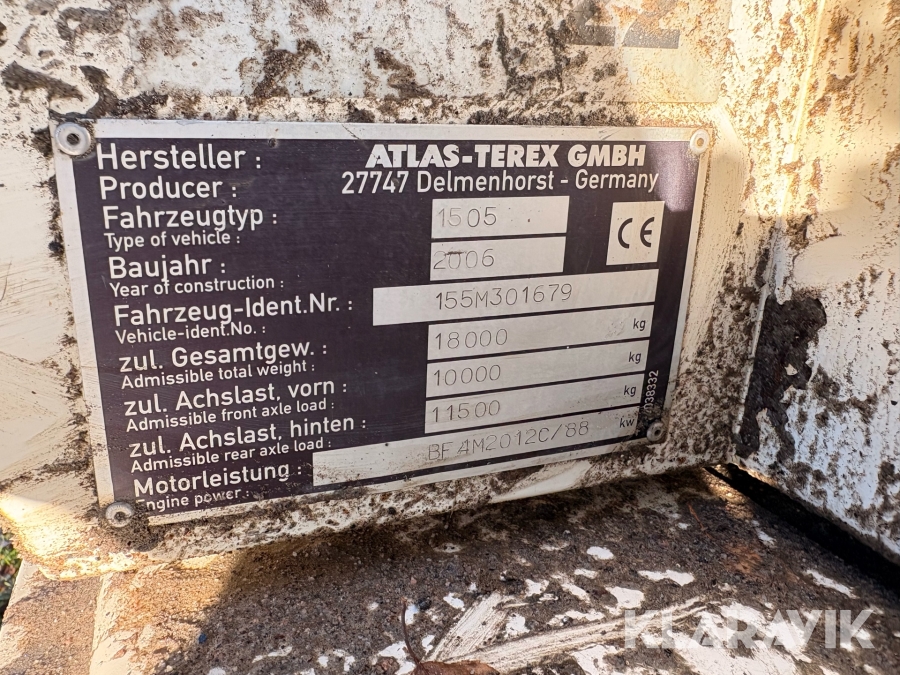 Hersteller : ATLAS-TEREX GMBH
Producer : 27747 Delmenhorst - Germany
Fahrzeugtyp : 1505
Type of vehicle :
CE
Baujahr : 2006
Year of construction :
Fahrzeug-Ident.Nr. : 155M301679
Vehicle-ident.No. :
zul. Gesamtgew. : 18000 kg
Admissible total weight :
zul. Achslast, vorn : 10000 kg
Admissible front axle load :
zul. Achslast, hinten : 11500 kg
Admissible rear axle load :
Motorleistung : BF4M2012C/88 kw
Engine power :
KLARAVIK